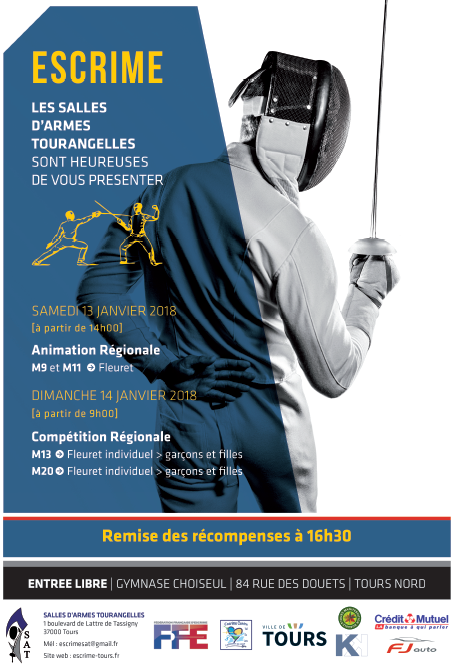 ESCRIME
LES SALLES
D'ARMES
TOURANGELLES
SONT HEUREUSES
DE VOUS PRESENTER
SAMEDI 13 JANVIER 2018
[à partir de 14h00]
Animation Régionale
M9 et M11 ➔ Fleuret
DIMANCHE 14 JANVIER 2018
[à partir de 9h00]
Compétition Régionale
M13 ➔ Fleuret individuel > garçons et filles
M20 ➔ Fleuret individuel > garçons et filles
Remise des récompenses à 16h30
ENTREE LIBRE | GYMNASE CHOISEUL | 84 RUE DES DOUETS | TOURS NORD
SAT
SALLES D'ARMES TOURANGELLES
1 boulevard de Lattre de Tassigny
37000 Tours
Mél : escrimesat@gmail.fr
Site web : escrime-tours.fr
FFE
VILLE DE
TOURS
K
Crédit Mutuel
LA banque à qui parler
FJ auto